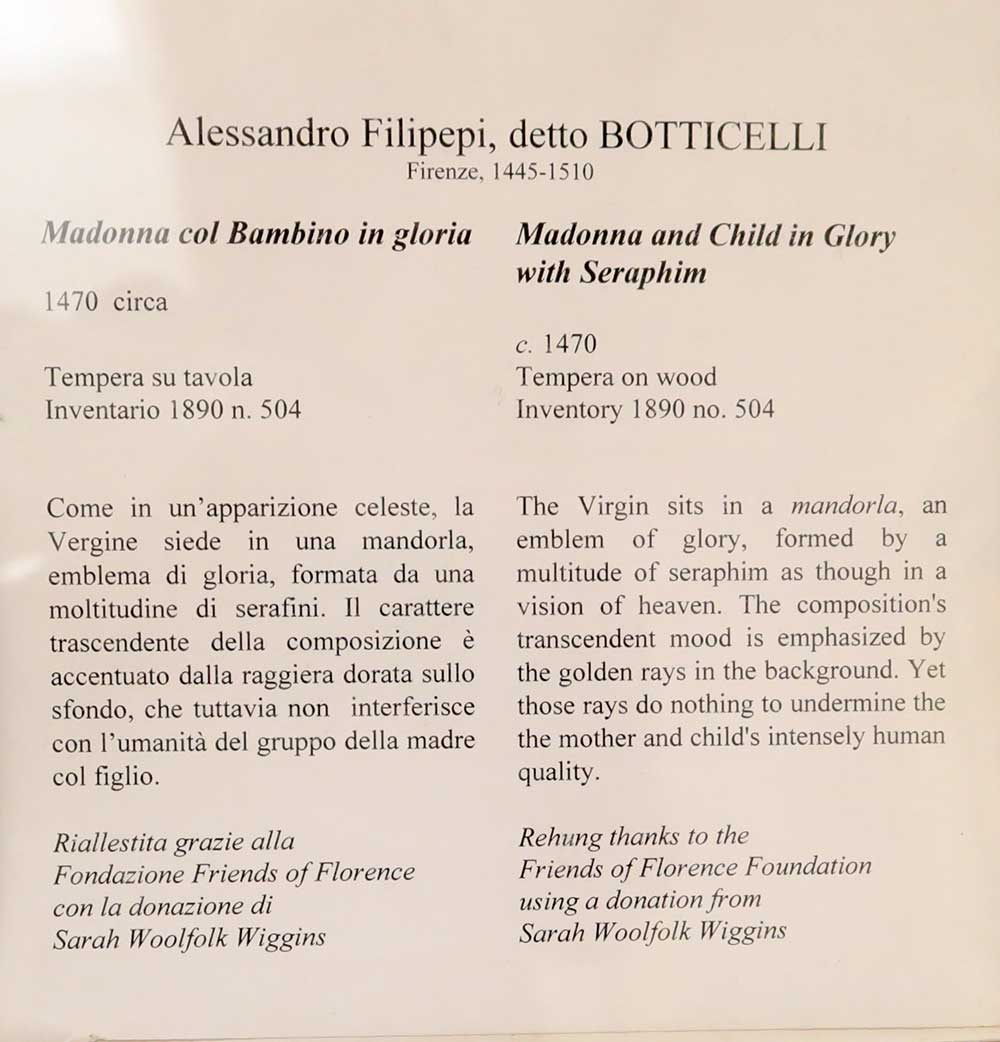 Alessandro Filipepi, detto BOTTICELLI
Firenze, 1445-1510
Madonna col Bambino in gloria
1470 circa
Tempera su tavola
Inventario 1890 n. 504
Come in un'apparizione celeste, la
Vergine siede in una mandorla,
emblema di gloria, formata da una
moltitudine di serafini. Il carattere
trascendente della composizione è
accentuato dalla raggiera dorata sullo
sfondo, che tuttavia non interferisce
con l'umanità del gruppo della madre
col figlio.
Riallestita grazie alla
Fondazione Friends of Florence
con la donazione di
Sarah Woolfolk Wiggins
Madonna and Child in Glory
with Seraphim
c. 1470
Tempera on wood
Inventory 1890 no. 504
The Virgin sits in a mandorla, an
emblem of glory, formed by a
multitude of seraphim as though in a
vision of heaven. The composition's
transcendent mood is emphasized by
the golden rays in the background. Yet
those rays do nothing to undermine the
the mother and child's intensely human
quality.
Rehung thanks to the
Friends of Florence Foundation
using a donation from
Sarah Woolfolk Wiggins